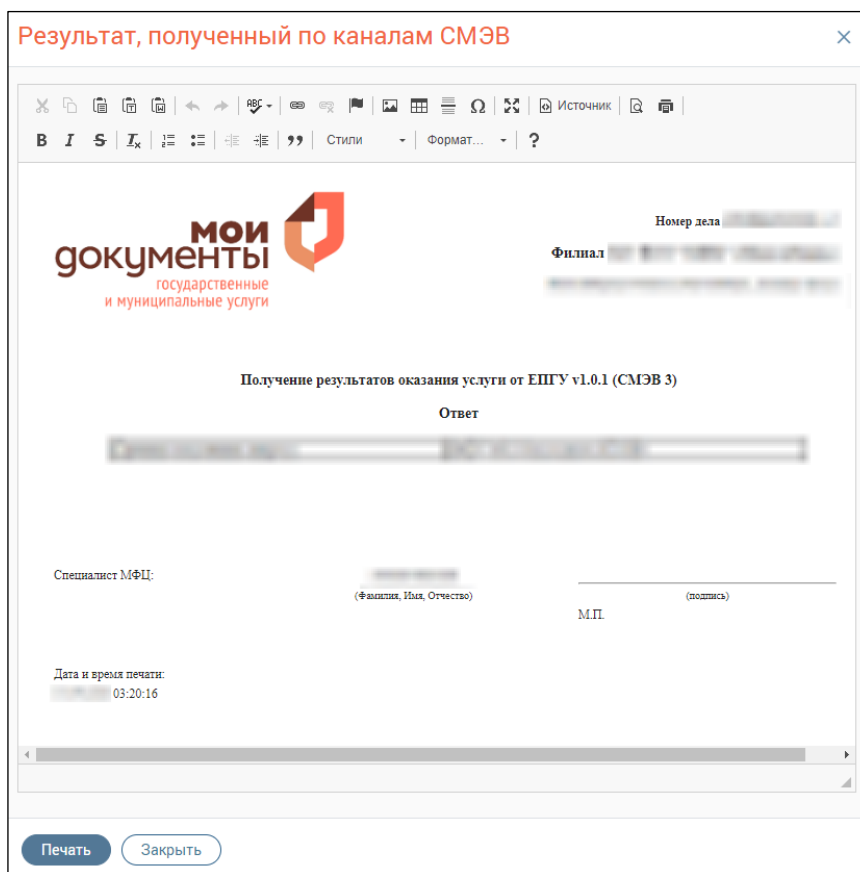 Результат, полученный по каналам СМЭВ
Источник
Стили
Формат...
мои
документы
государственные
и муниципальные услуги
Номер дела
Филиал
Получение результатов оказания услуги от ЕПГУ v1.0.1 (СМЭВ 3)
Ответ
Специалист МФЦ:
(Фамилия, Имя, Отчество)
(подпись)
М.П.
Дата и время печати:
03:20:16
Печать
Закрыть